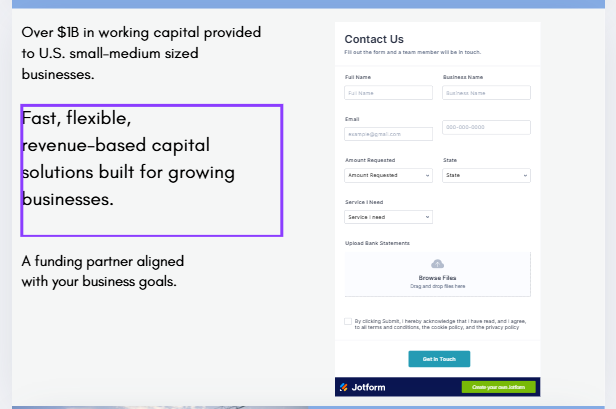 Over $1B in working capital provided
to U.S. small-medium sized
businesses.
Fast, flexible,
revenue-based capital
solutions built for growing
businesses.
A funding partner aligned
with your business goals.
Contact Us
Fill out the form and a team member will be in touch.
Full Name
Business Name
Full Name
Business Name
Email
example@gmail.com
000-000-0000
Amount Requested
State
Amount Requested
State
Service I Need
Service I need
Upload Bank Statements
Browse Files
Drag and drop files here
By clicking Submit, I hereby acknowledge that I have read, and I agree,
to all terms and conditions, the cookie policy, and the privacy policy
Get In Touch
Jotform
Create your own Jotform